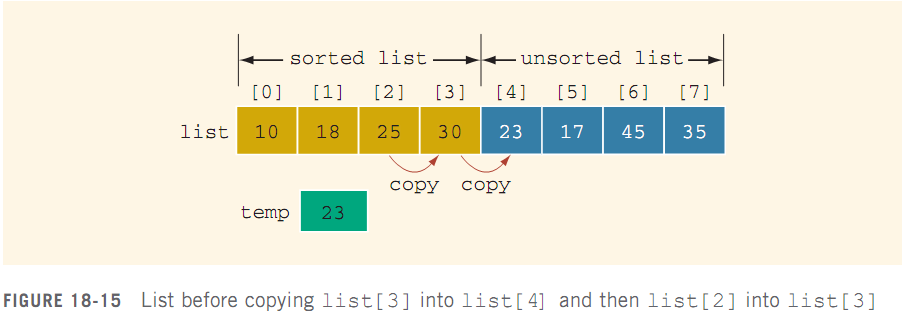 sorted list unsorted list
[0] [1] [2] [3] [4] [5] [6] [7]
list 10 18 25 30 23 17 45 35
copy copy
temp 23
FIGURE 18-15 List before copying list[3] into list[4] and then list[2] into list[3]